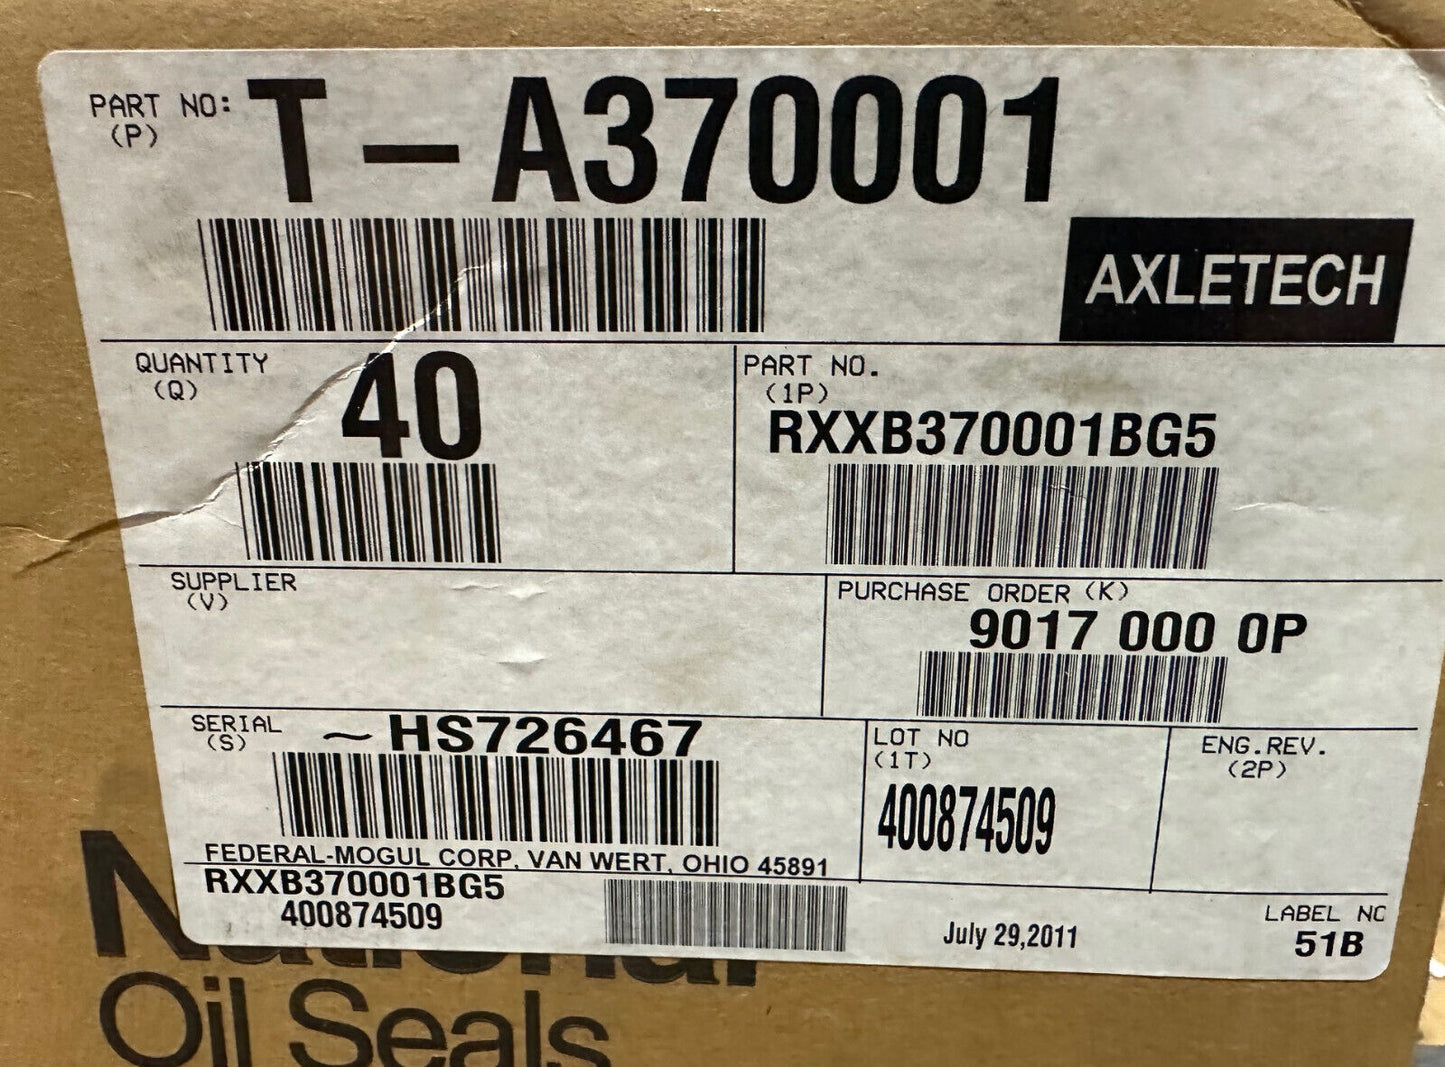 PART NO:
(P)
T-A370001
AXLETECH
QUANTITY
(Q)
40
PART NO.
(1P)
RXXB370001BG5
SUPPLIER
(V)
PURCHASE ORDER (K)
9017 000 0P
SERIAL
(S)
~HS726467
LOT NO
(1T)
400874509
ENG.REV.
(2P)
FEDERAL-MOGUL CORP, VAN WERT, OHIO 45891
RXXB370001BG5
400874509
July 29,2011
LABEL NC
51B
National
Oil Seals